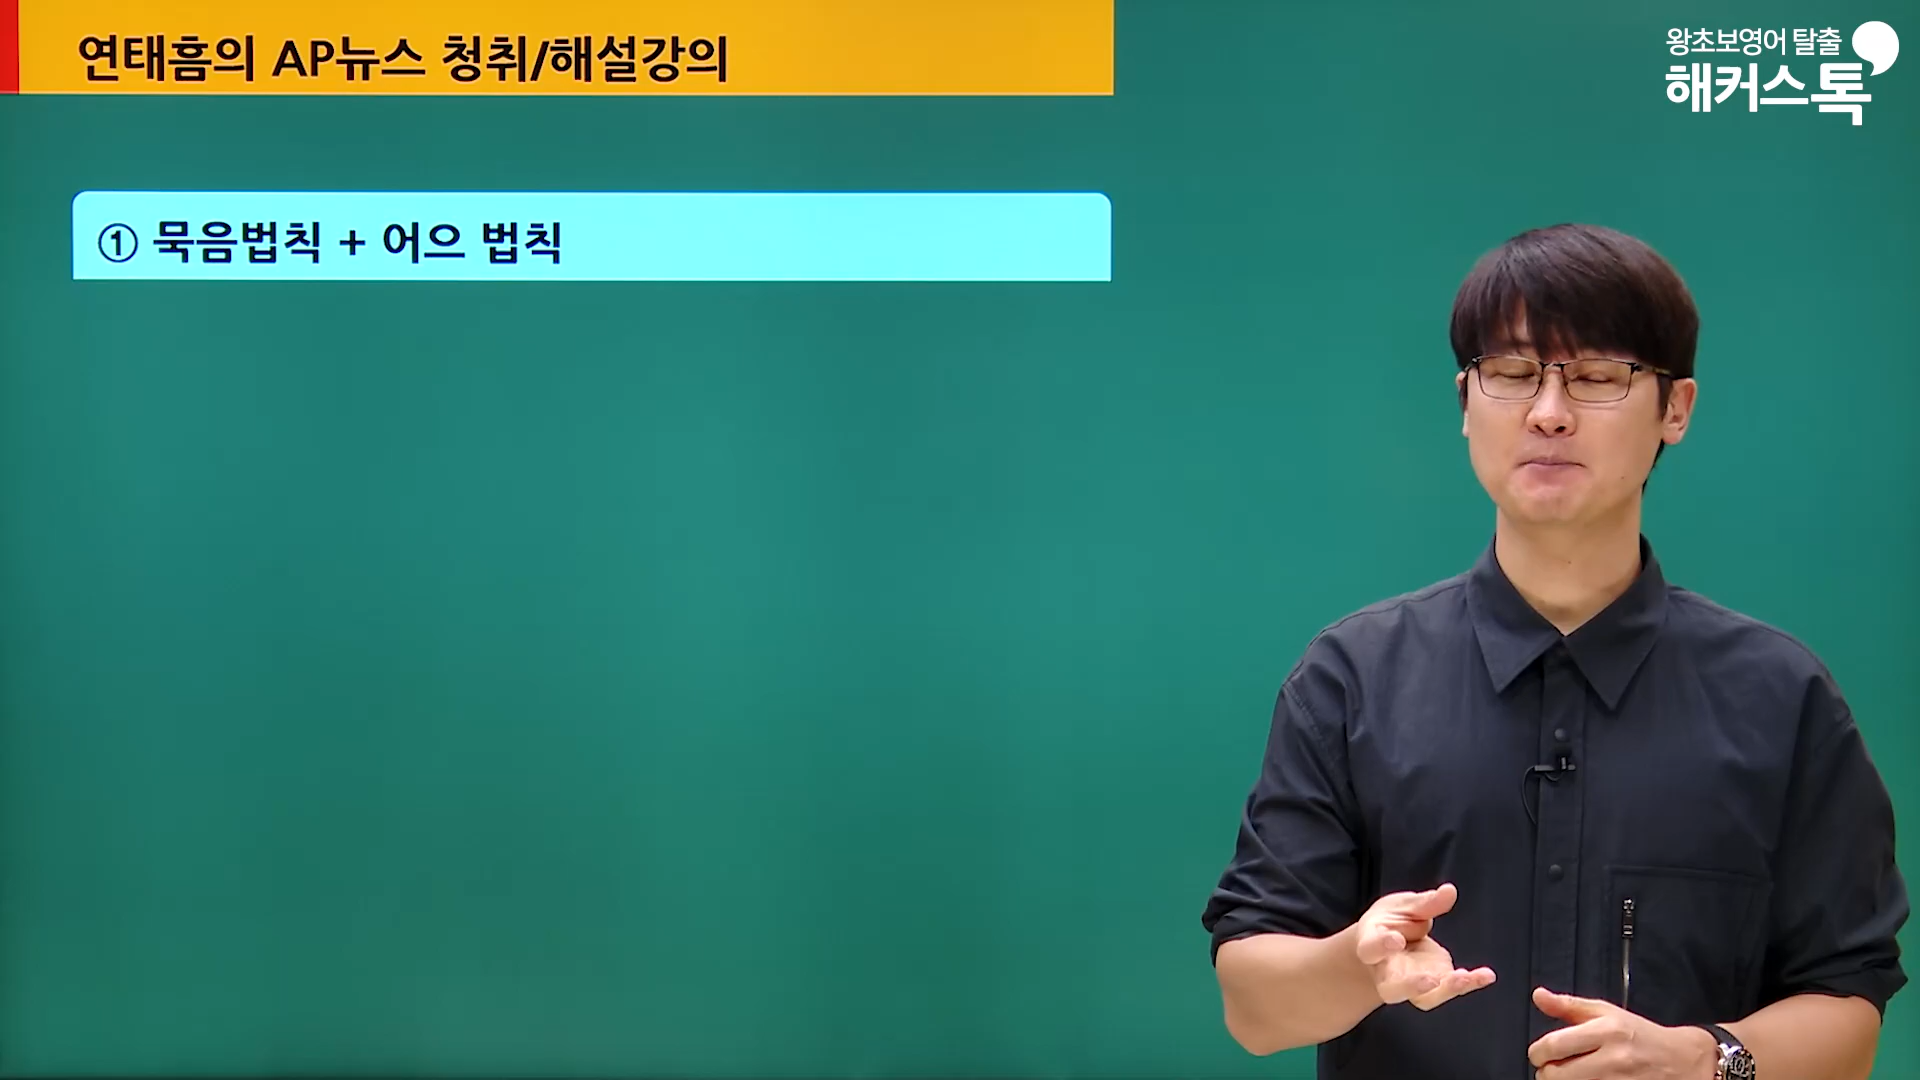 연태흠의 AP뉴스 청취/해설강의
왕초보영어 탈출
해커스톡
① 묵음법칙 + 어으 법칙